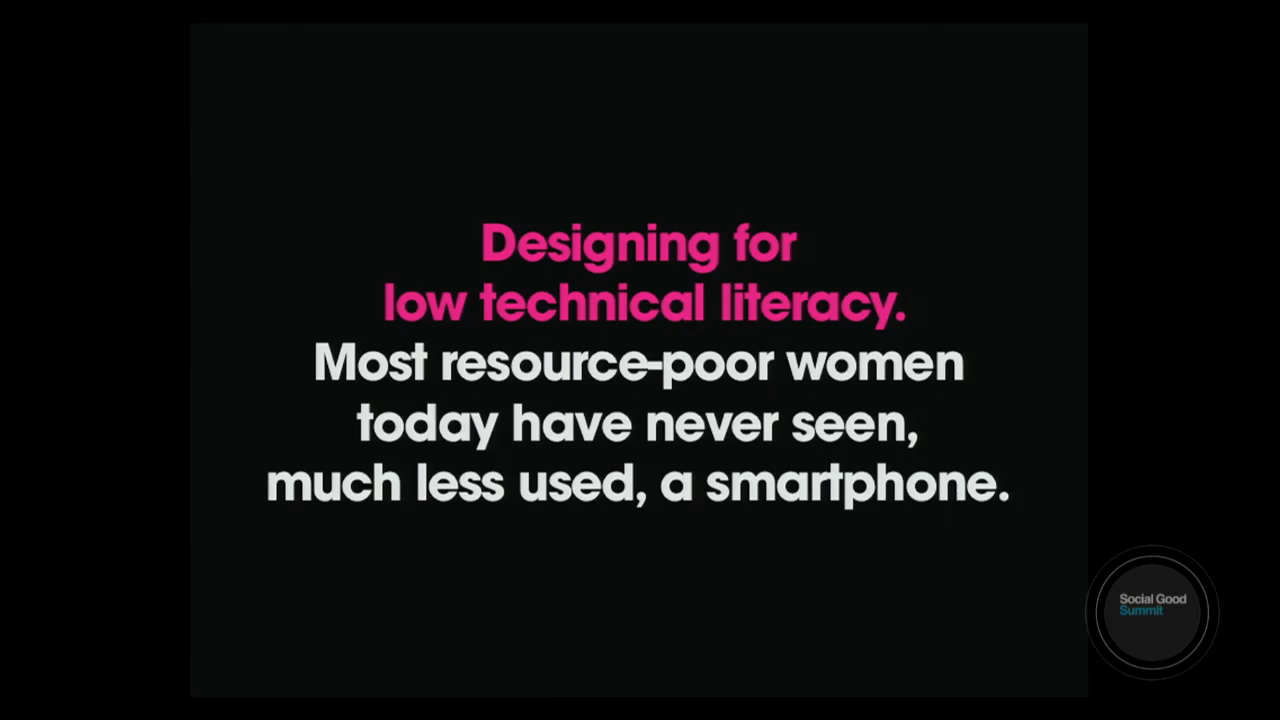 Designing for
low technical literacy.
Most resource-poor women
today have never seen,
much less used, a smartphone.
Social Good
Summit